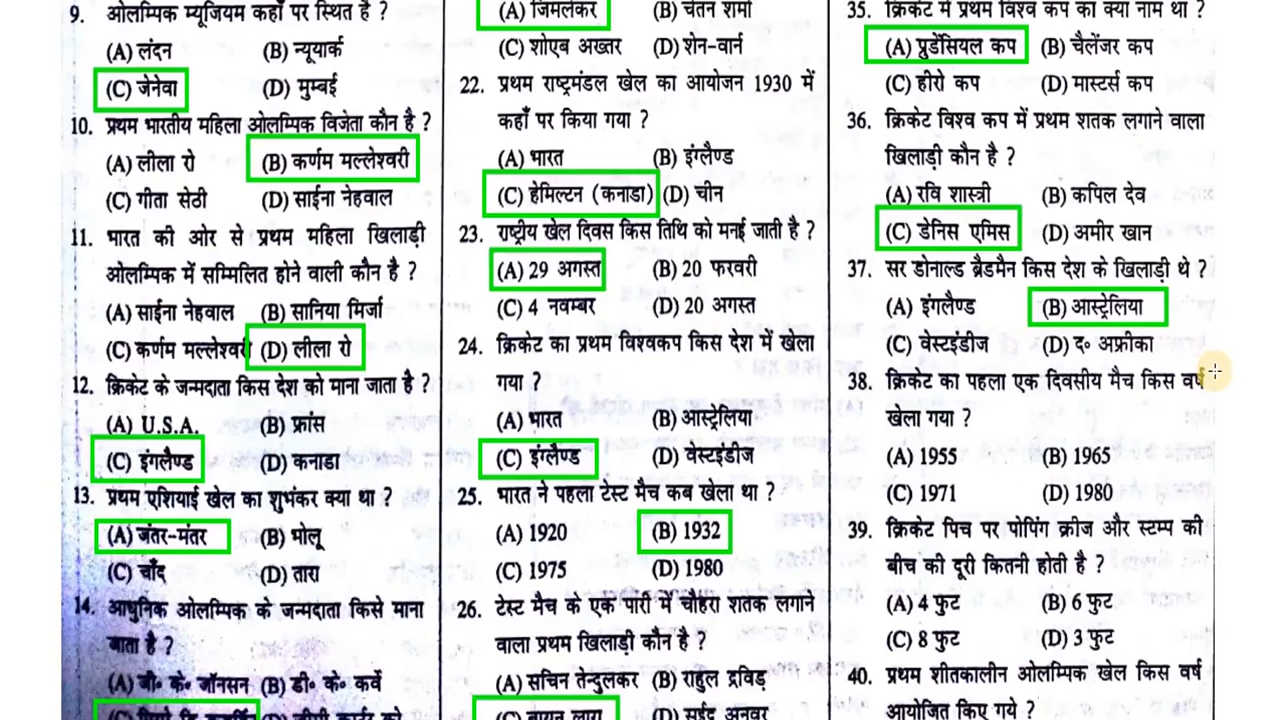 9. ओलम्पिक म्यूजियम कहाँ पर स्थित है ?
(A) लंदन (B) न्यूयार्क
(C) जेनेवा (D) मुम्बई
10. प्रथम भारतीय महिला ओलम्पिक विजेता कौन है ?
(A) लीला रो (B) कर्णम मल्लेश्वरी
(C) गीता सेठी (D) साईना नेहवाल
11. भारत की ओर से प्रथम महिला खिलाड़ी
ओलम्पिक में सम्मिलित होने वाली कौन है ?
(A) साईना नेहवाल (B) सानिया मिर्जा
(C) कर्णम मल्लेश्वरी (D) लीला रो
12. क्रिकेट के जन्मदाता किस देश को माना जाता है ?
(A) U.S.A. (B) फ्रांस
(C) इंगलैण्ड (D) कनाडा
13. प्रथम एशियाई खेल का शुभंकर क्या था ?
(A) जंतर-मंतर (B) भोलू
(C) चाँद (D) तारा
14. आधुनिक ओलम्पिक के जन्मदाता किसे माना
जाता है ?
(A) जी० के० जॉनसन (B) डी० के० कर्वे
(A) जिमलेकर (B) चेतन शर्मा
(C) शोएब अख्तर (D) शेन-वार्न
22. प्रथम राष्ट्रमंडल खेल का आयोजन 1930 में
कहाँ पर किया गया ?
(A) भारत (B) इंग्लैण्ड
(C) हेमिल्टन (कनाडा) (D) चीन
23. राष्ट्रीय खेल दिवस किस तिथि को मनाई जाती है ?
(A) 29 अगस्त (B) 20 फरवरी
(C) 4 नवम्बर (D) 20 अगस्त
24. क्रिकेट का प्रथम विश्वकप किस देश में खेला
गया ?
(A) भारत (B) आस्ट्रेलिया
(C) इंग्लैण्ड (D) वेस्टइंडीज
25. भारत ने पहला टेस्ट मैच कब खेला था ?
(A) 1920 (B) 1932
(C) 1975 (D) 1980
26. टेस्ट मैच के एक पारी में चौहरा शतक लगाने
वाला प्रथम खिलाड़ी कौन है ?
(A) सचिन तेन्दुलकर (B) राहुल द्रविड़
(C) ब्रायन लारा (D) सईद अनवर
35. क्रिकेट में प्रथम विश्व कप का क्या नाम था ?
(A) प्रुडेंसियल कप (B) चैलेंजर कप
(C) हीरो कप (D) मास्टर्स कप
36. क्रिकेट विश्व कप में प्रथम शतक लगाने वाला
खिलाड़ी कौन है ?
(A) रवि शास्त्री (B) कपिल देव
(C) डेनिस एमिस (D) अमीर खान
37. सर डोनाल्ड ब्रैडमैन किस देश के खिलाड़ी थे ?
(A) इंगलैण्ड (B) आस्ट्रेलिया
(C) वेस्टइंडीज (D) द० अफ्रीका
38. क्रिकेट का पहला एक दिवसीय मैच किस वर्ष
खेला गया ?
(A) 1955 (B) 1965
(C) 1971 (D) 1980
39. क्रिकेट पिच पर पोपिंग क्रीज और स्टम्प की
बीच की दूरी कितनी होती है ?
(A) 4 फुट (B) 6 फुट
(C) 8 फुट (D) 3 फुट
40. प्रथम शीतकालीन ओलम्पिक खेल किस वर्ष
आयोजित किए गये ?